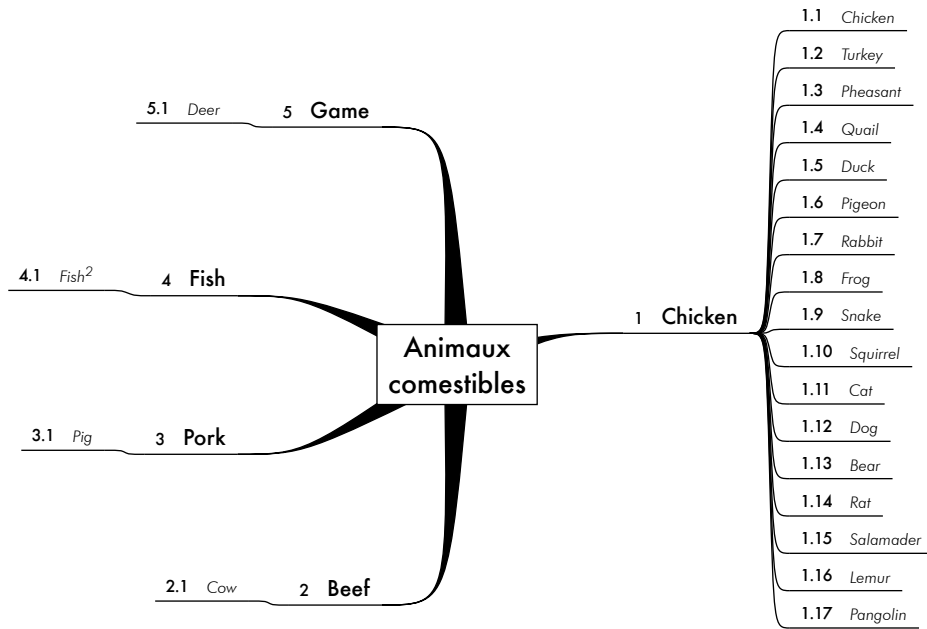 Animaux
comestibles
1 Chicken
1.1 Chicken
1.2 Turkey
1.3 Pheasant
1.4 Quail
1.5 Duck
1.6 Pigeon
1.7 Rabbit
1.8 Frog
1.9 Snake
1.10 Squirrel
1.11 Cat
1.12 Dog
1.13 Bear
1.14 Rat
1.15 Salamader
1.16 Lemur
1.17 Pangolin
2 Beef
2.1 Cow
3 Pork
3.1 Pig
4 Fish
4.1 Fish²
5 Game
5.1 Deer